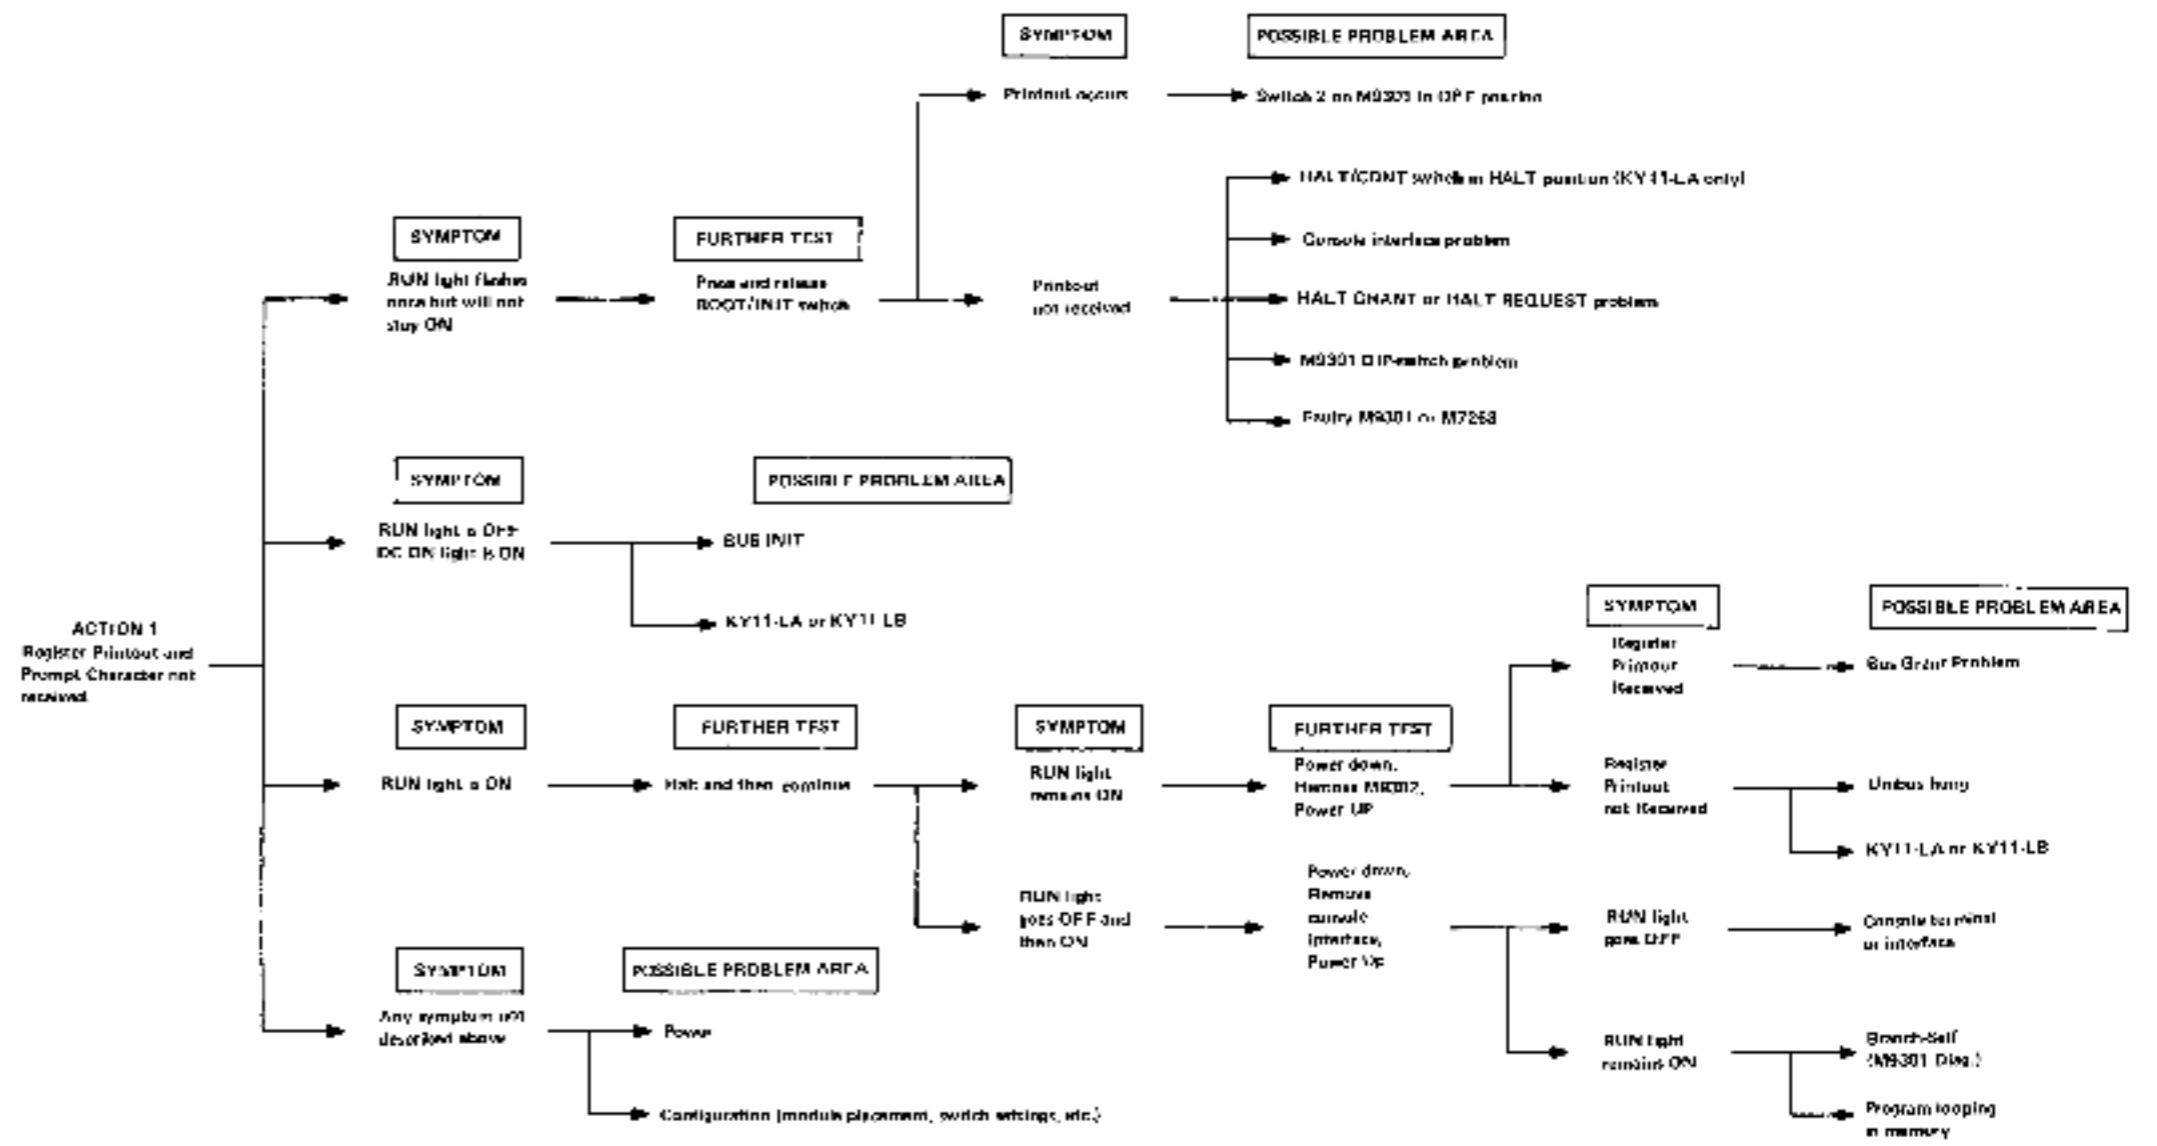 SYMPTOM
POSSIBLE PROBLEM AREA
Printout occurs
Switch 2 on M9301 in OFF position
HALT/CONT switch in HALT position (KY11-LA only)
SYMPTOM
FURTHER TEST
Console interface problem
RUN light flashes
once but will not
stay ON
Press and release
BOOT/INIT switch
Printout
not received
HALT GRANT or HALT REQUEST problem
M9301 DIP-switch problem
Faulty M9301 or M7263
SYMPTOM
POSSIBLE PROBLEM AREA
RUN light is OFF
DC ON light is ON
BUS INIT
KY11-LA or KY11-LB
ACTION 1
Register Printout and
Prompt Character not
received
SYMPTOM
POSSIBLE PROBLEM AREA
Register
Printout
Received
Bus Grant Problem
SYMPTOM
FURTHER TEST
SYMPTOM
FURTHER TEST
RUN light is ON
Halt and then continue
RUN light
remains ON
Power down,
Remove M9302,
Power UP
Register
Printout
not Received
Unibus hung
KY11-LA or KY11-LB
RUN light
goes OFF and
then ON
Power down,
Remove
console
interface,
Power Up
RUN light
goes OFF
Console terminal
or interface
SYMPTOM
POSSIBLE PROBLEM AREA
Any symptom not
described above
Power
Configuration (module placement, switch settings, etc.)
RUN light
remains ON
Branch-Self
(M9301 Diag.)
Program looping
in memory